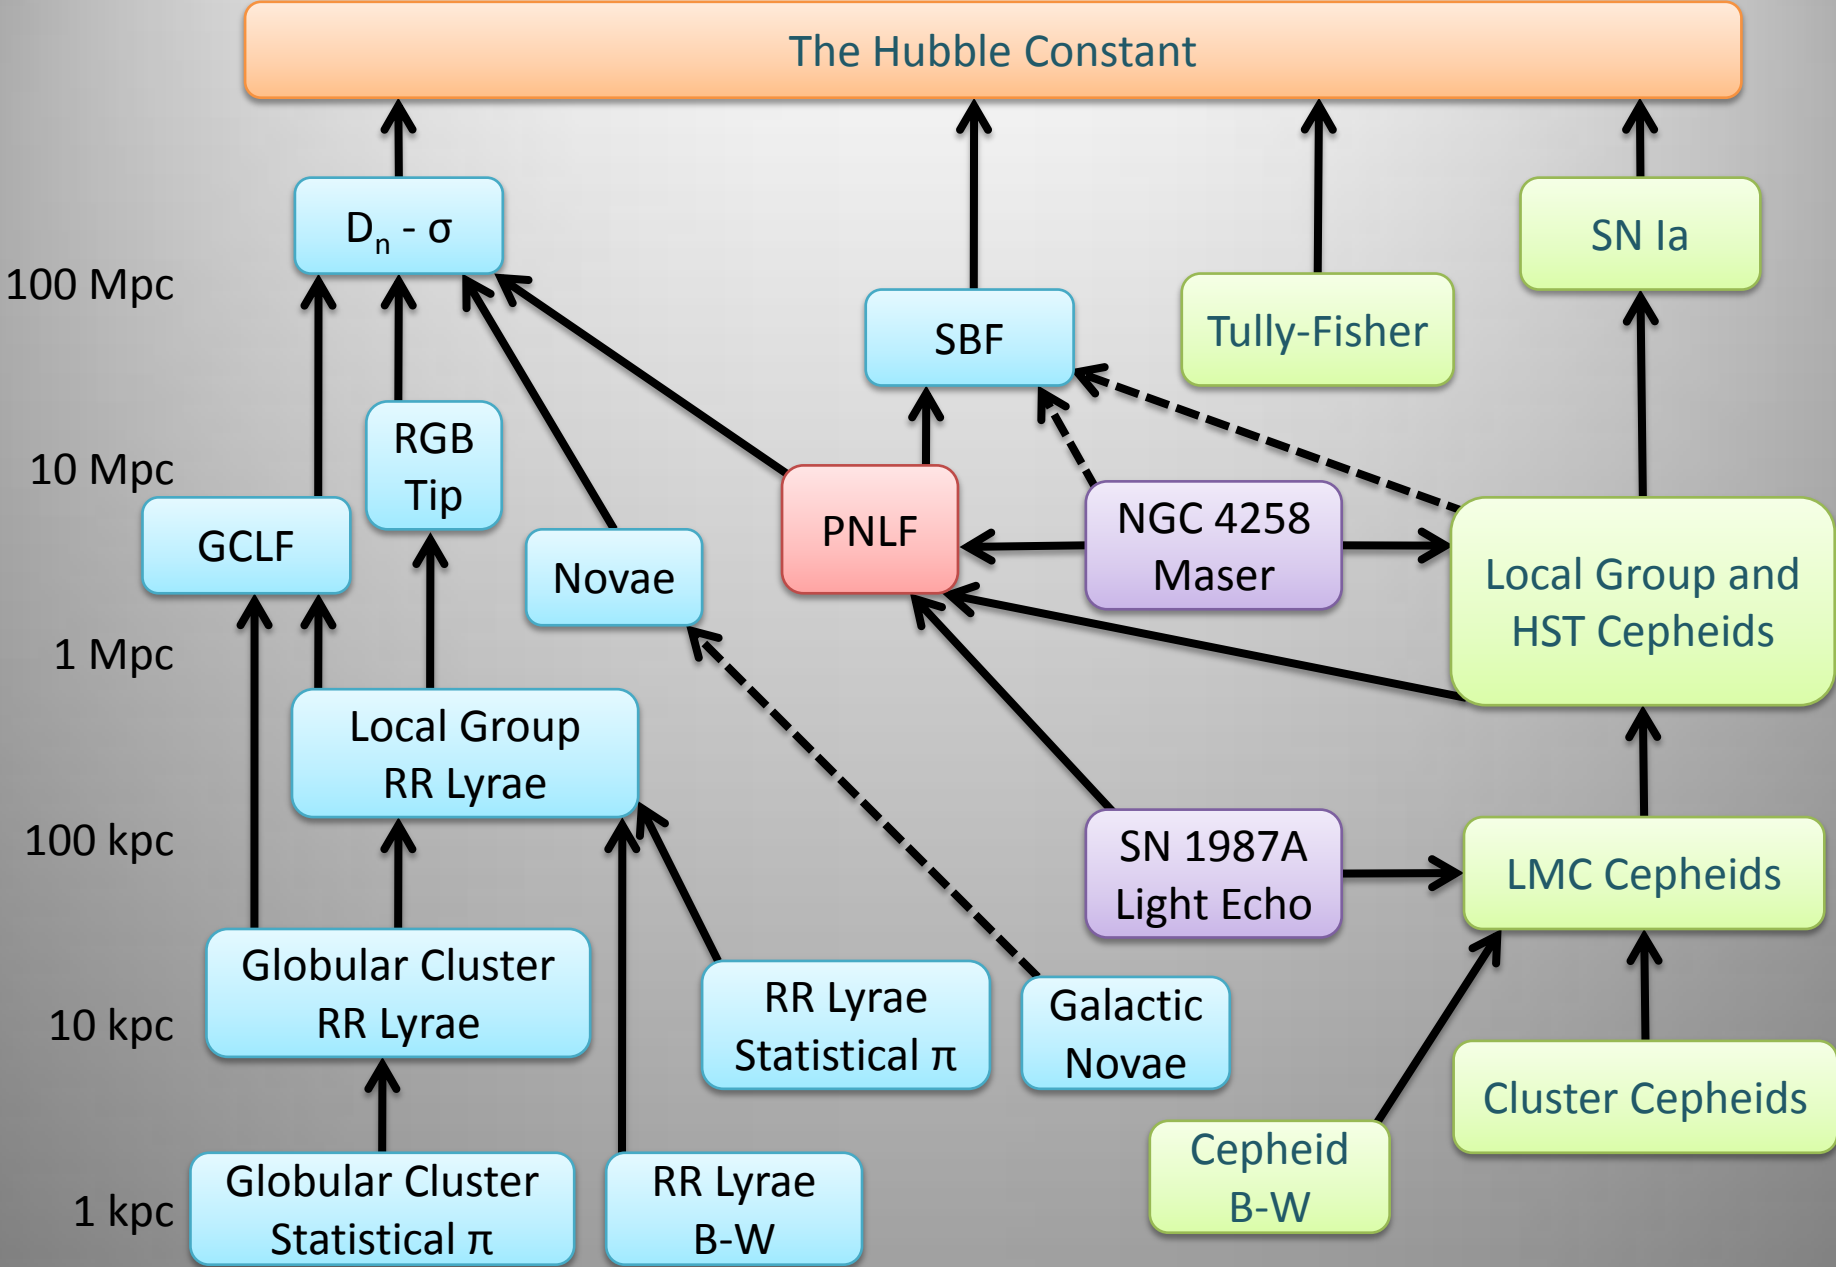 The Hubble Constant
Dn - σ
SN Ia
100 Mpc
SBF
Tully-Fisher
RGB
Tip
10 Mpc
GCLF
Novae
PNLF
NGC 4258
Maser
Local Group and
HST Cepheids
1 Mpc
Local Group
RR Lyrae
100 kpc
SN 1987A
Light Echo
LMC Cepheids
Globular Cluster
RR Lyrae
10 kpc
RR Lyrae
Statistical π
Galactic
Novae
Cluster Cepheids
Cepheid
B-W
1 kpc
Globular Cluster
Statistical π
RR Lyrae
B-W